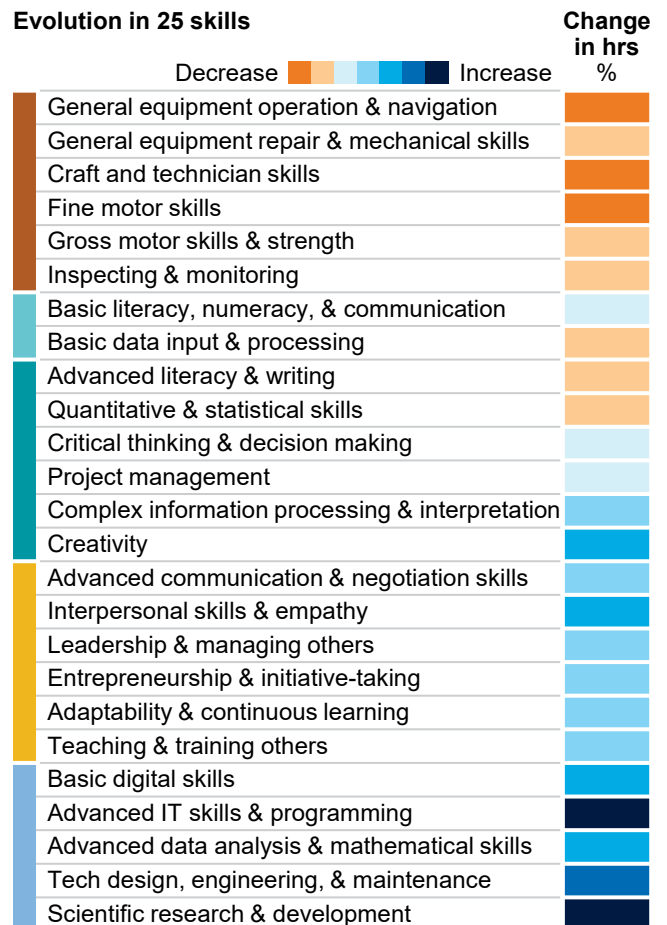 Evolution in 25 skills
Change
in hrs
%
Decrease Increase
General equipment operation & navigation
General equipment repair & mechanical skills
Craft and technician skills
Fine motor skills
Gross motor skills & strength
Inspecting & monitoring
Basic literacy, numeracy, & communication
Basic data input & processing
Advanced literacy & writing
Quantitative & statistical skills
Critical thinking & decision making
Project management
Complex information processing & interpretation
Creativity
Advanced communication & negotiation skills
Interpersonal skills & empathy
Leadership & managing others
Entrepreneurship & initiative-taking
Adaptability & continuous learning
Teaching & training others
Basic digital skills
Advanced IT skills & programming
Advanced data analysis & mathematical skills
Tech design, engineering, & maintenance
Scientific research & development